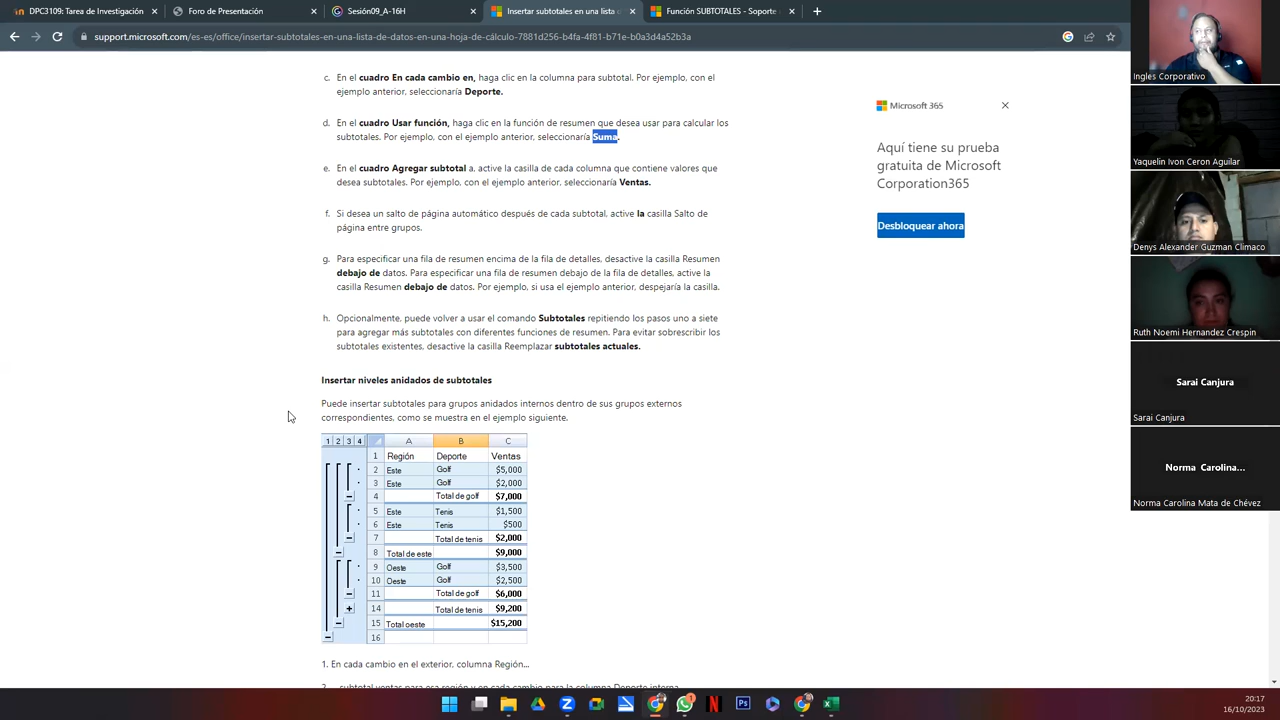 DPC3109: Tarea de Investigación
Foro de Presentación
Sesión09_A-16H
Insertar subtotales en una lista d
Función SUBTOTALES - Soporte
support.microsoft.com/es-es/office/insertar-subtotales-en-una-lista-de-datos-en-una-hoja-de-cálculo-7881d256-b4fa-4f81-b71e-b0a3d4a52b3a
c. En el cuadro En cada cambio en, haga clic en la columna para subtotal. Por ejemplo, con el
ejemplo anterior, seleccionaría Deporte.
d. En el cuadro Usar función, haga clic en la función de resumen que desea usar para calcular los
subtotales. Por ejemplo, con el ejemplo anterior, seleccionaría Suma.
e. En el cuadro Agregar subtotal a, active la casilla de cada columna que contiene valores que
desea subtotales. Por ejemplo, con el ejemplo anterior, seleccionaría Ventas.
f. Si desea un salto de página automático después de cada subtotal, active la casilla Salto de
página entre grupos.
g. Para especificar una fila de resumen encima de la fila de detalles, desactive la casilla Resumen
debajo de datos. Para especificar una fila de resumen debajo de la fila de detalles, active la
casilla Resumen debajo de datos. Por ejemplo, si usa el ejemplo anterior, despejaría la casilla.
h. Opcionalmente, puede volver a usar el comando Subtotales repitiendo los pasos uno a siete
para agregar más subtotales con diferentes funciones de resumen. Para evitar sobrescribir los
subtotales existentes, desactive la casilla Reemplazar subtotales actuales.
Insertar niveles anidados de subtotales
Puede insertar subtotales para grupos anidados internos dentro de sus grupos externos
correspondientes, como se muestra en el ejemplo siguiente.
1 2 3 4 A B C
1 Región Deporte Ventas
2 Este Golf $5,000
3 Este Golf $2,000
4 Total de golf $7,000
5 Este Tenis $1,500
6 Este Tenis $500
7 Total de tenis $2,000
8 Total de este $9,000
9 Oeste Golf $3,500
10 Oeste Golf $2,500
11 Total de golf $6,000
14 Total de tenis $9,200
15 Total oeste $15,200
16
1. En cada cambio en el exterior, columna Región...
2. ...subtotal ventas para esa región y en cada cambio para la columna Deporte interna.
Microsoft 365
Aquí tiene su prueba
gratuita de Microsoft
Corporation365
Desbloquear ahora
Ingles Corporativo
Yaquelin Ivon Ceron Aguilar
Denys Alexander Guzman Clímaco
Ruth Noemi Hernandez Crespin
Sarai Canjura
Sarai Canjura
Norma Carolina...
Norma Carolina Mata de Chévez
20:17
16/10/2023